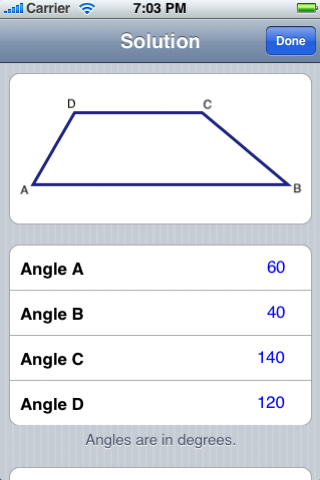 Carrier 7:03 PM
Solution Done
D C
A B
Angle A 60
Angle B 40
Angle C 140
Angle D 120
Angles are in degrees.